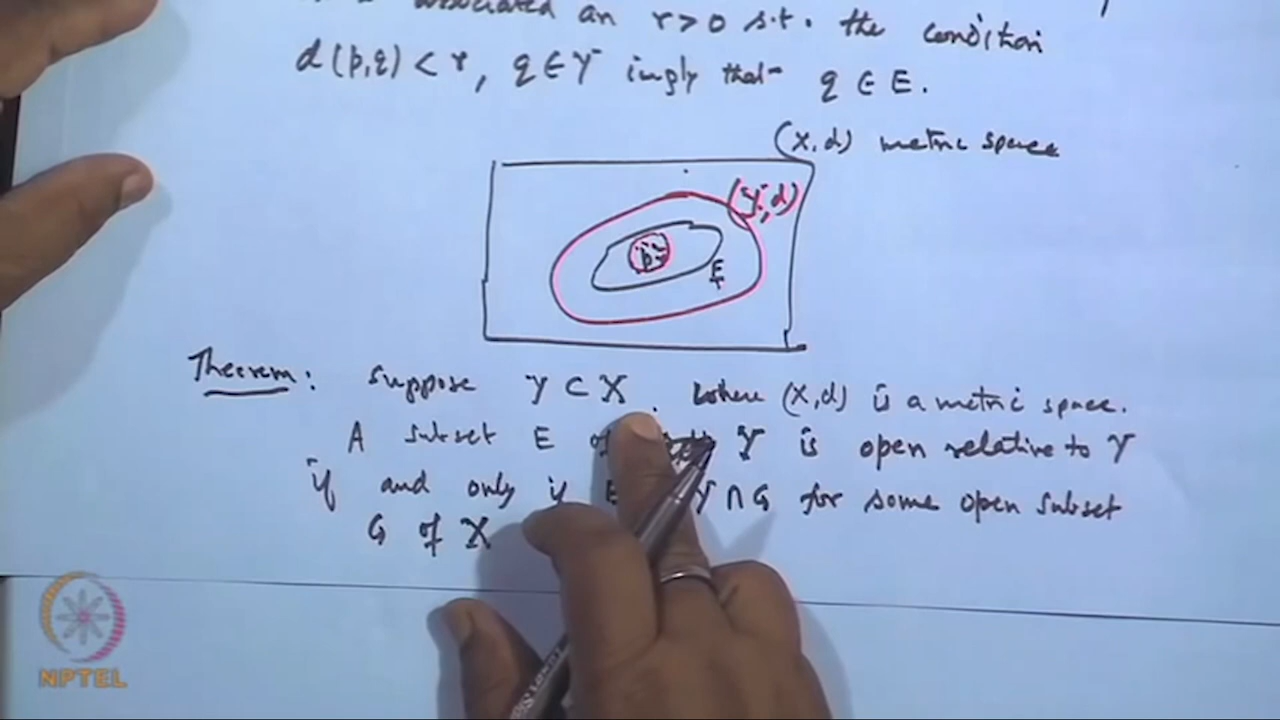 associated an r > 0 s.t. the condition
d(p,q) < r, q ∈ Y imply that q ∈ E.
(X,d) metric space
(Y,d)
p
E
Theorem: Suppose Y ⊂ X. Where (X,d) is a metric space.
A subset E Y is open relative to Y
if and only if E Y ∩ G for some open subset
G of X
NPTEL